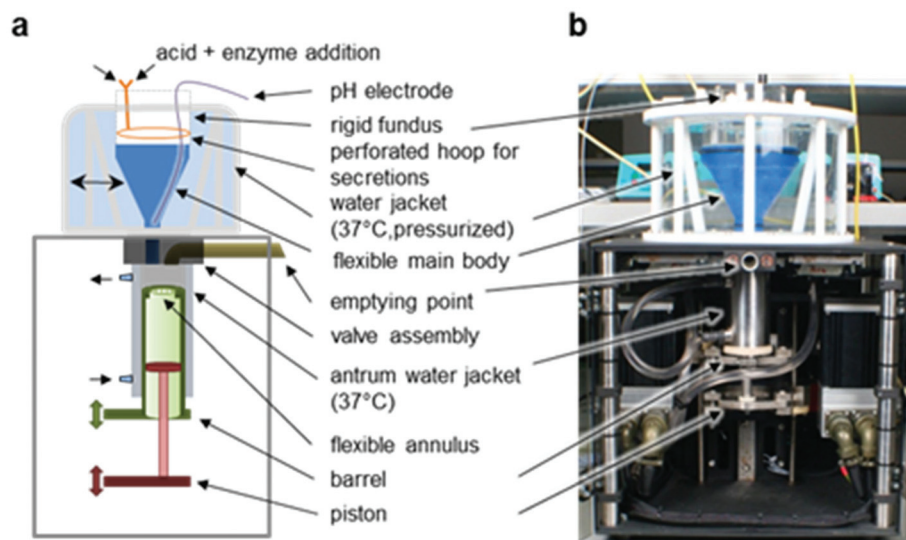 a
b
acid + enzyme addition
pH electrode
rigid fundus
perforated hoop for
secretions
water jacket
(37°C,pressurized)
flexible main body
emptying point
valve assembly
antrum water jacket
(37°C)
flexible annulus
barrel
piston